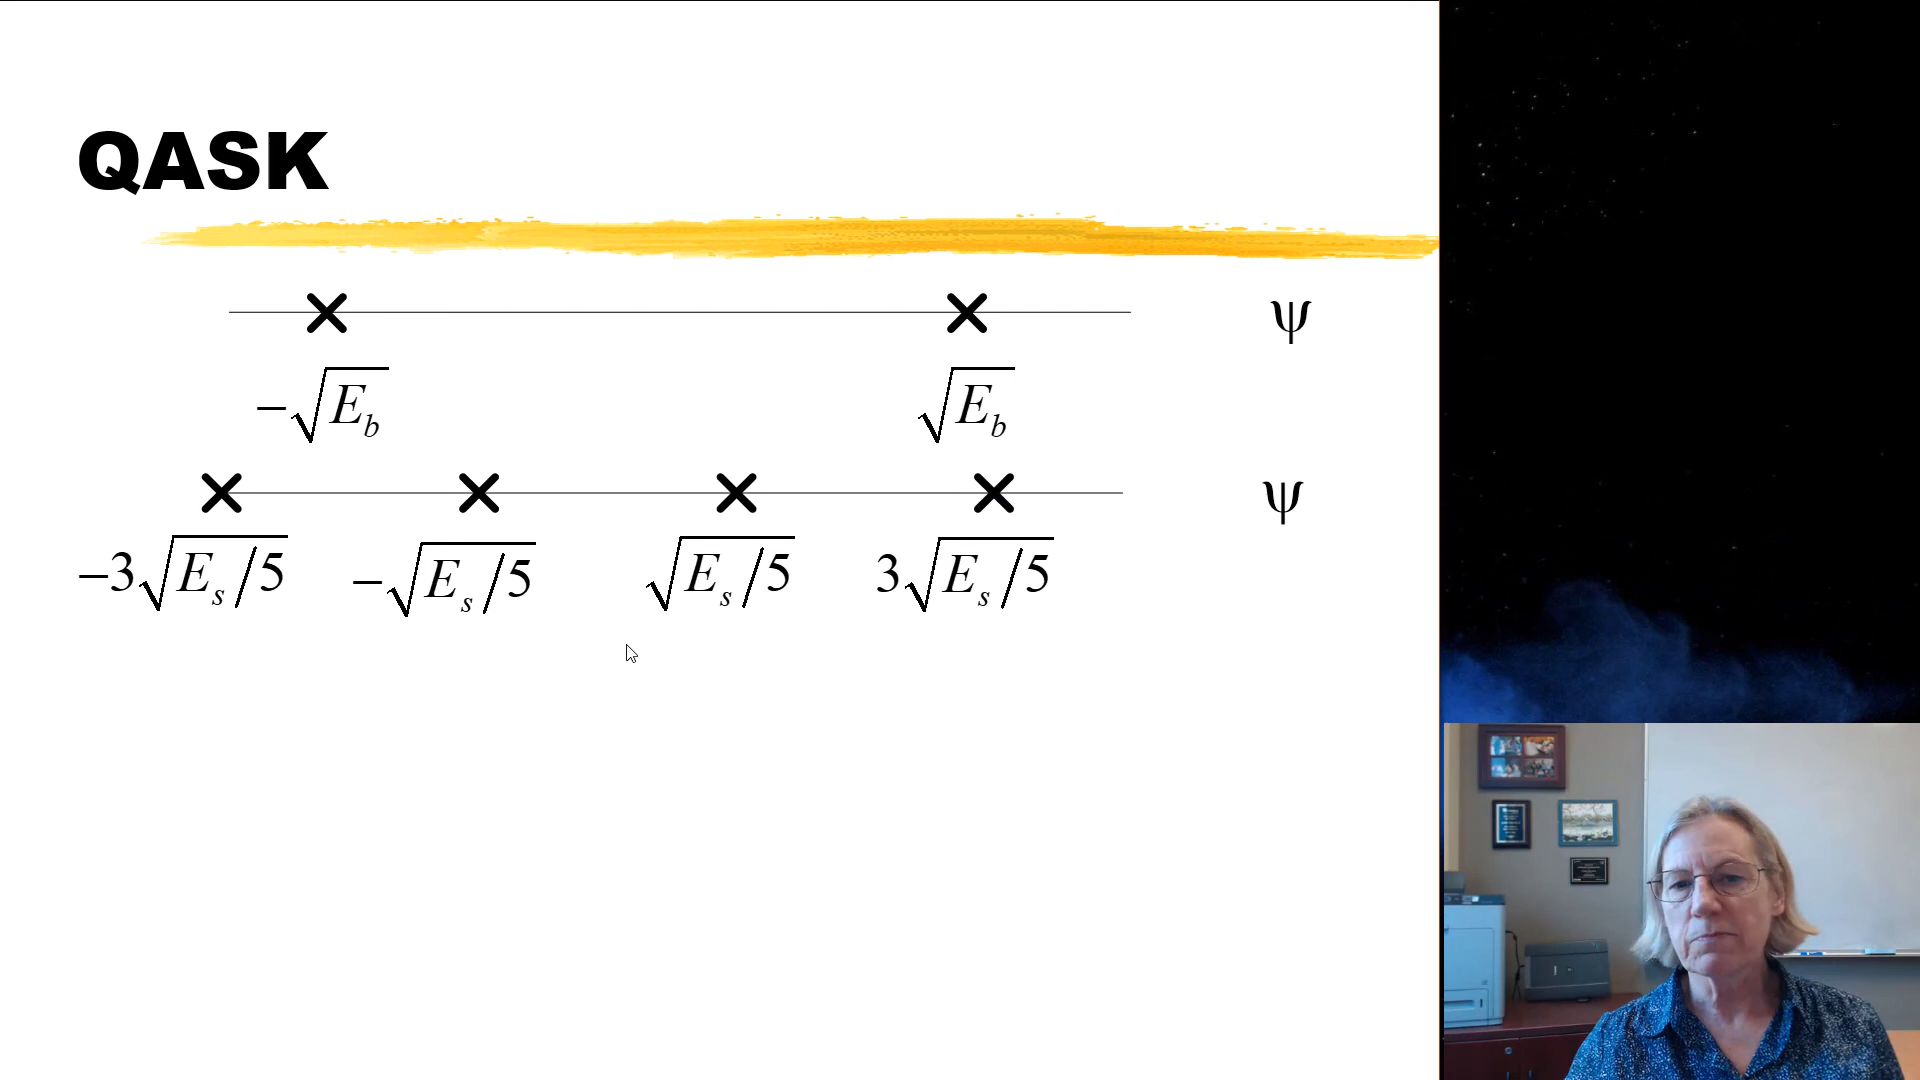 QASK
ψ
−√E_b √E_b
ψ
−3√E_s/5 −√E_s/5 √E_s/5 3√E_s/5